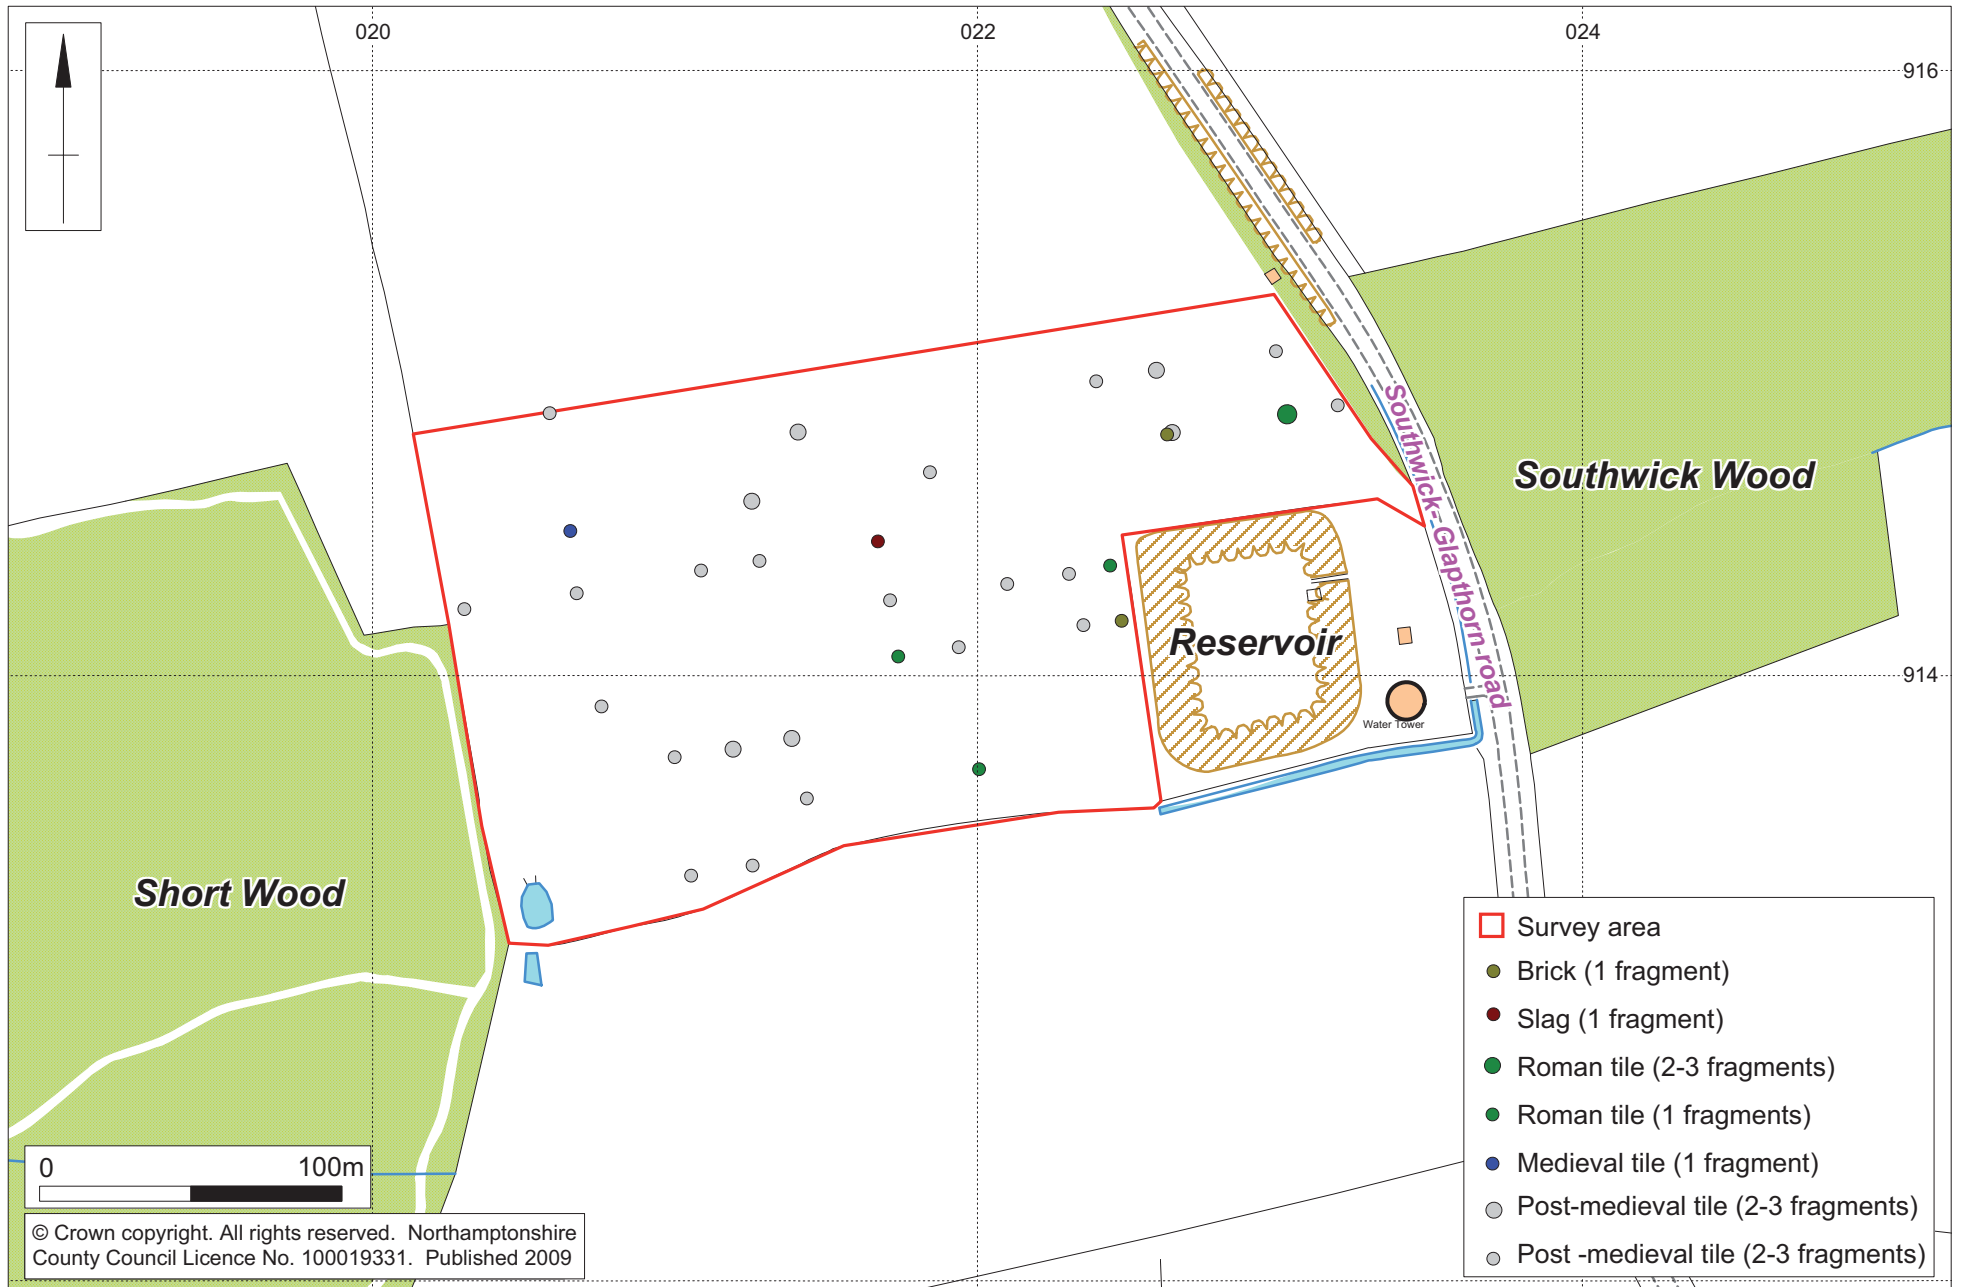 020
022
024
916
Southwick Wood
Southwick- Glapthorn road
Reservoir
914
Water Tower
Short Wood
Survey area
Brick (1 fragment)
Slag (1 fragment)
Roman tile (2-3 fragments)
Roman tile (1 fragments)
Medieval tile (1 fragment)
Post-medieval tile (2-3 fragments)
Post -medieval tile (2-3 fragments)
0 100m
© Crown copyright. All rights reserved. Northamptonshire
County Council Licence No. 100019331. Published 2009